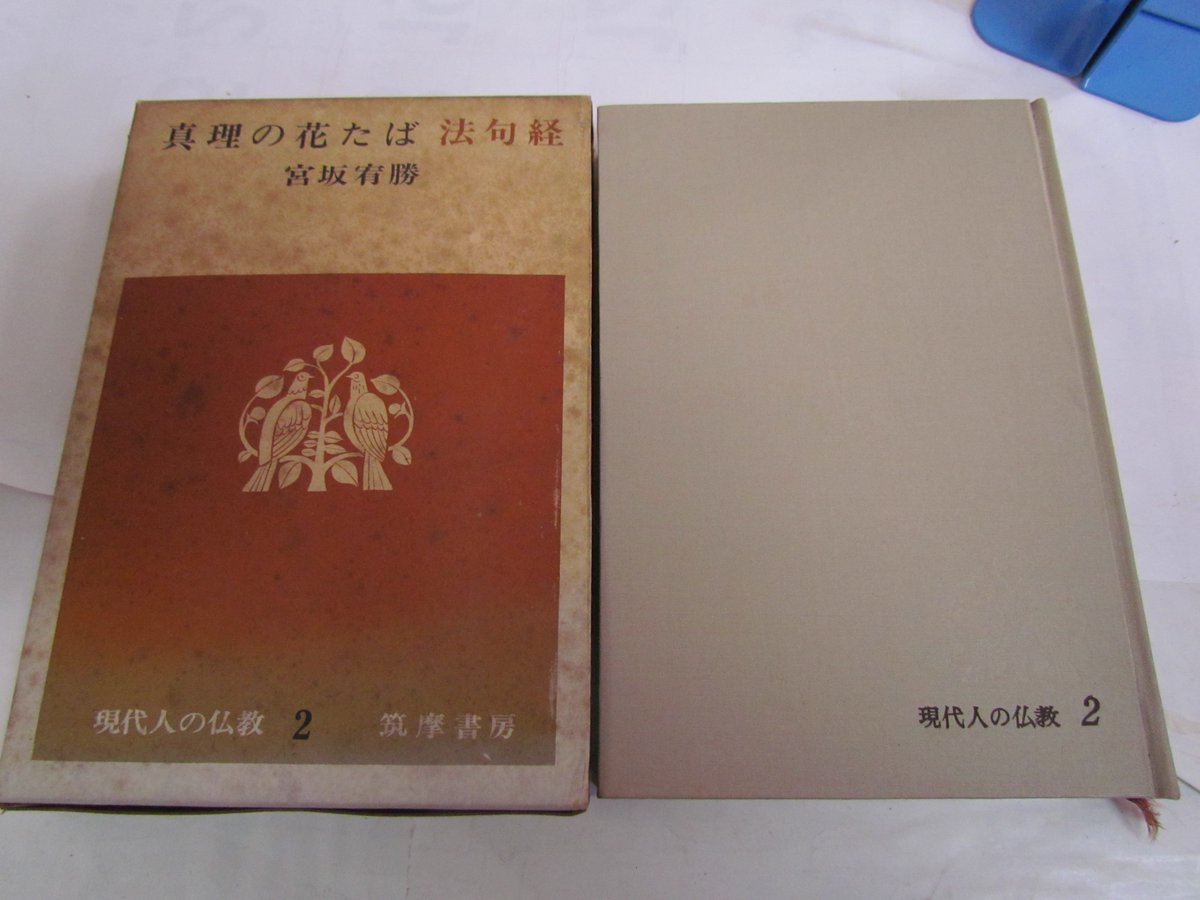 真理の花たば 法句経
宮坂宥勝
現代人の仏教 2 筑摩書房
現代人の仏教 2